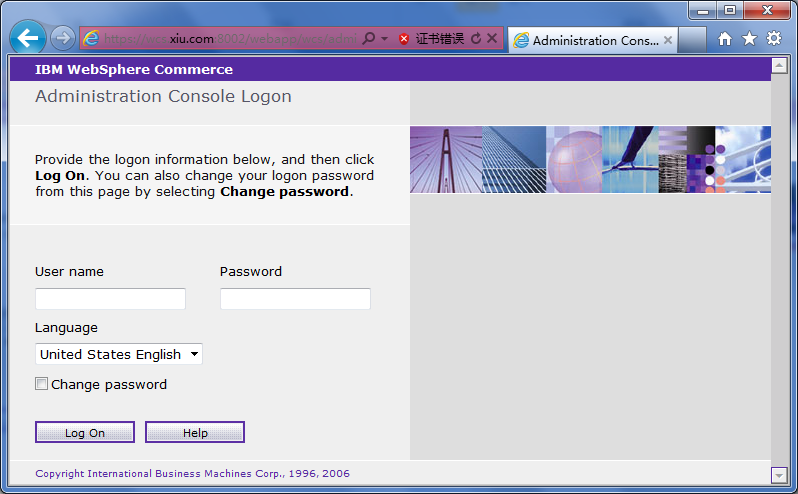 xiu.com:8002/webapp/wcs/admi
证书错误
Administration Cons...
IBM WebSphere Commerce
Administration Console Logon
Provide the logon information below, and then click
Log On. You can also change your logon password
from this page by selecting Change password.
User name Password
Language
United States English
Change password
Log On Help
Copyright International Business Machines Corp., 1996, 2006